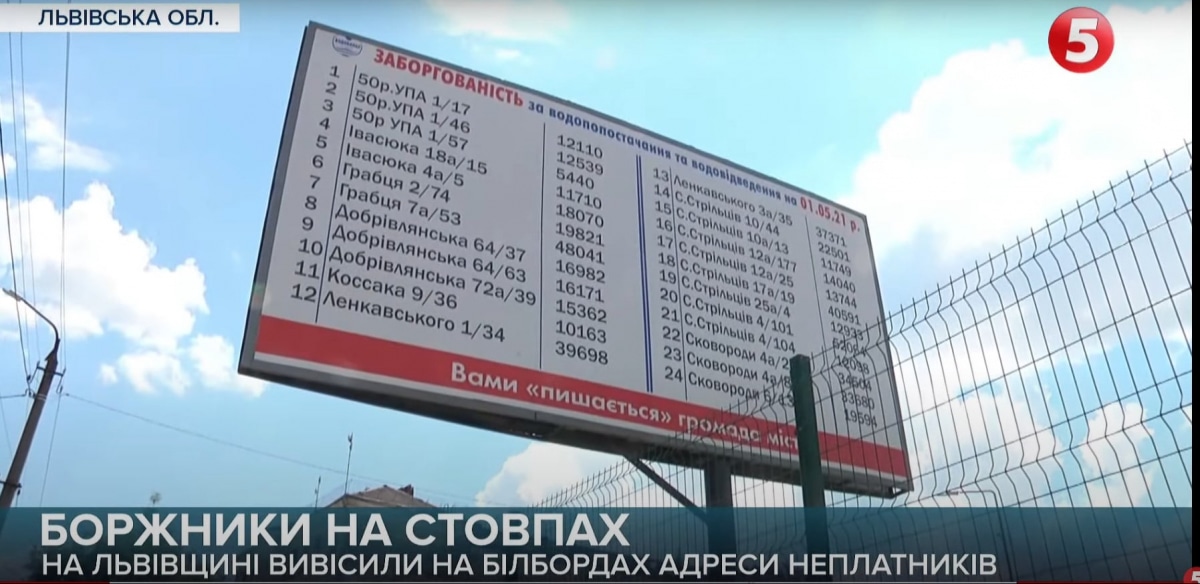 ЛЬВІВСЬКА ОБЛ.
5
ЗАБОРГОВАНІСТЬ за водопопостачання та водовідведення на 01.05.21 р.
1 50р.УПА 1/17 12110
2 50р.УПА 1/46 12539
3 50р УПА 1/57 5440
4 Івасюка 18а/15 11710
5 Івасюка 4а/5 18070
6 Грабця 2/74 19821
7 Грабця 7а/53 48041
8 Добрівлянська 64/37 16982
9 Добрівлянська 64/63 16171
10 Добрівлянська 72а/39 15362
11 Коссака 9/36 10163
12 Ленкавського 1/34 39698
13 Ленкавського 3а/35 37371
14 С.Стрільців 10/44 22501
15 С.Стрільців 10а/13 11749
16 С.Стрільців 12а/177 14040
17 С.Стрільців 12а/25 13744
18 С.Стрільців 17а/19 40591
19 С.Стрільців 25а/4 12933
20 С.Стрільців 4/101
21 С.Стрільців 4/104
22 Сковороди
23 Сковороди 33680
24 Сковороди 19594
Вами «пишається» громада
БОРЖНИКИ НА СТОВПАХ
НА ЛЬВІВЩИНІ ВИВІСИЛИ НА БІЛБОРДАХ АДРЕСИ НЕПЛАТНИКІВ